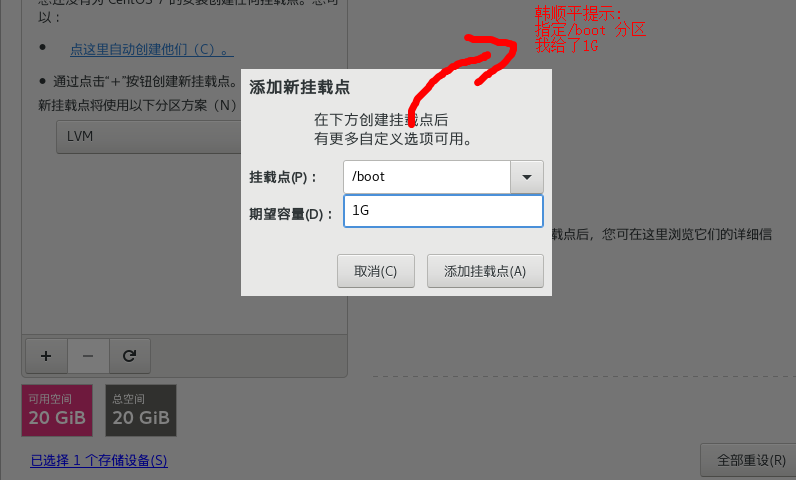 您还没有为 CentOS 7 的安装创建任何挂载点。您可
以：
点这里自动创建他们（C）。
通过点击“+”按钮创建新挂载点。
新挂载点将使用以下分区方案（N）
LVM
韩顺平提示:
指定/boot 分区
我给了1G
添加新挂载点
在下方创建挂载点后
有更多自定义选项可用。
挂载点(P)：
/boot
期望容量(D)：
1G
取消(C)
添加挂载点(A)
载点后，您可在这里浏览它们的详细信
+
−
可用空间
20 GiB
总空间
20 GiB
已选择 1 个存储设备(S)
全部重设(R)